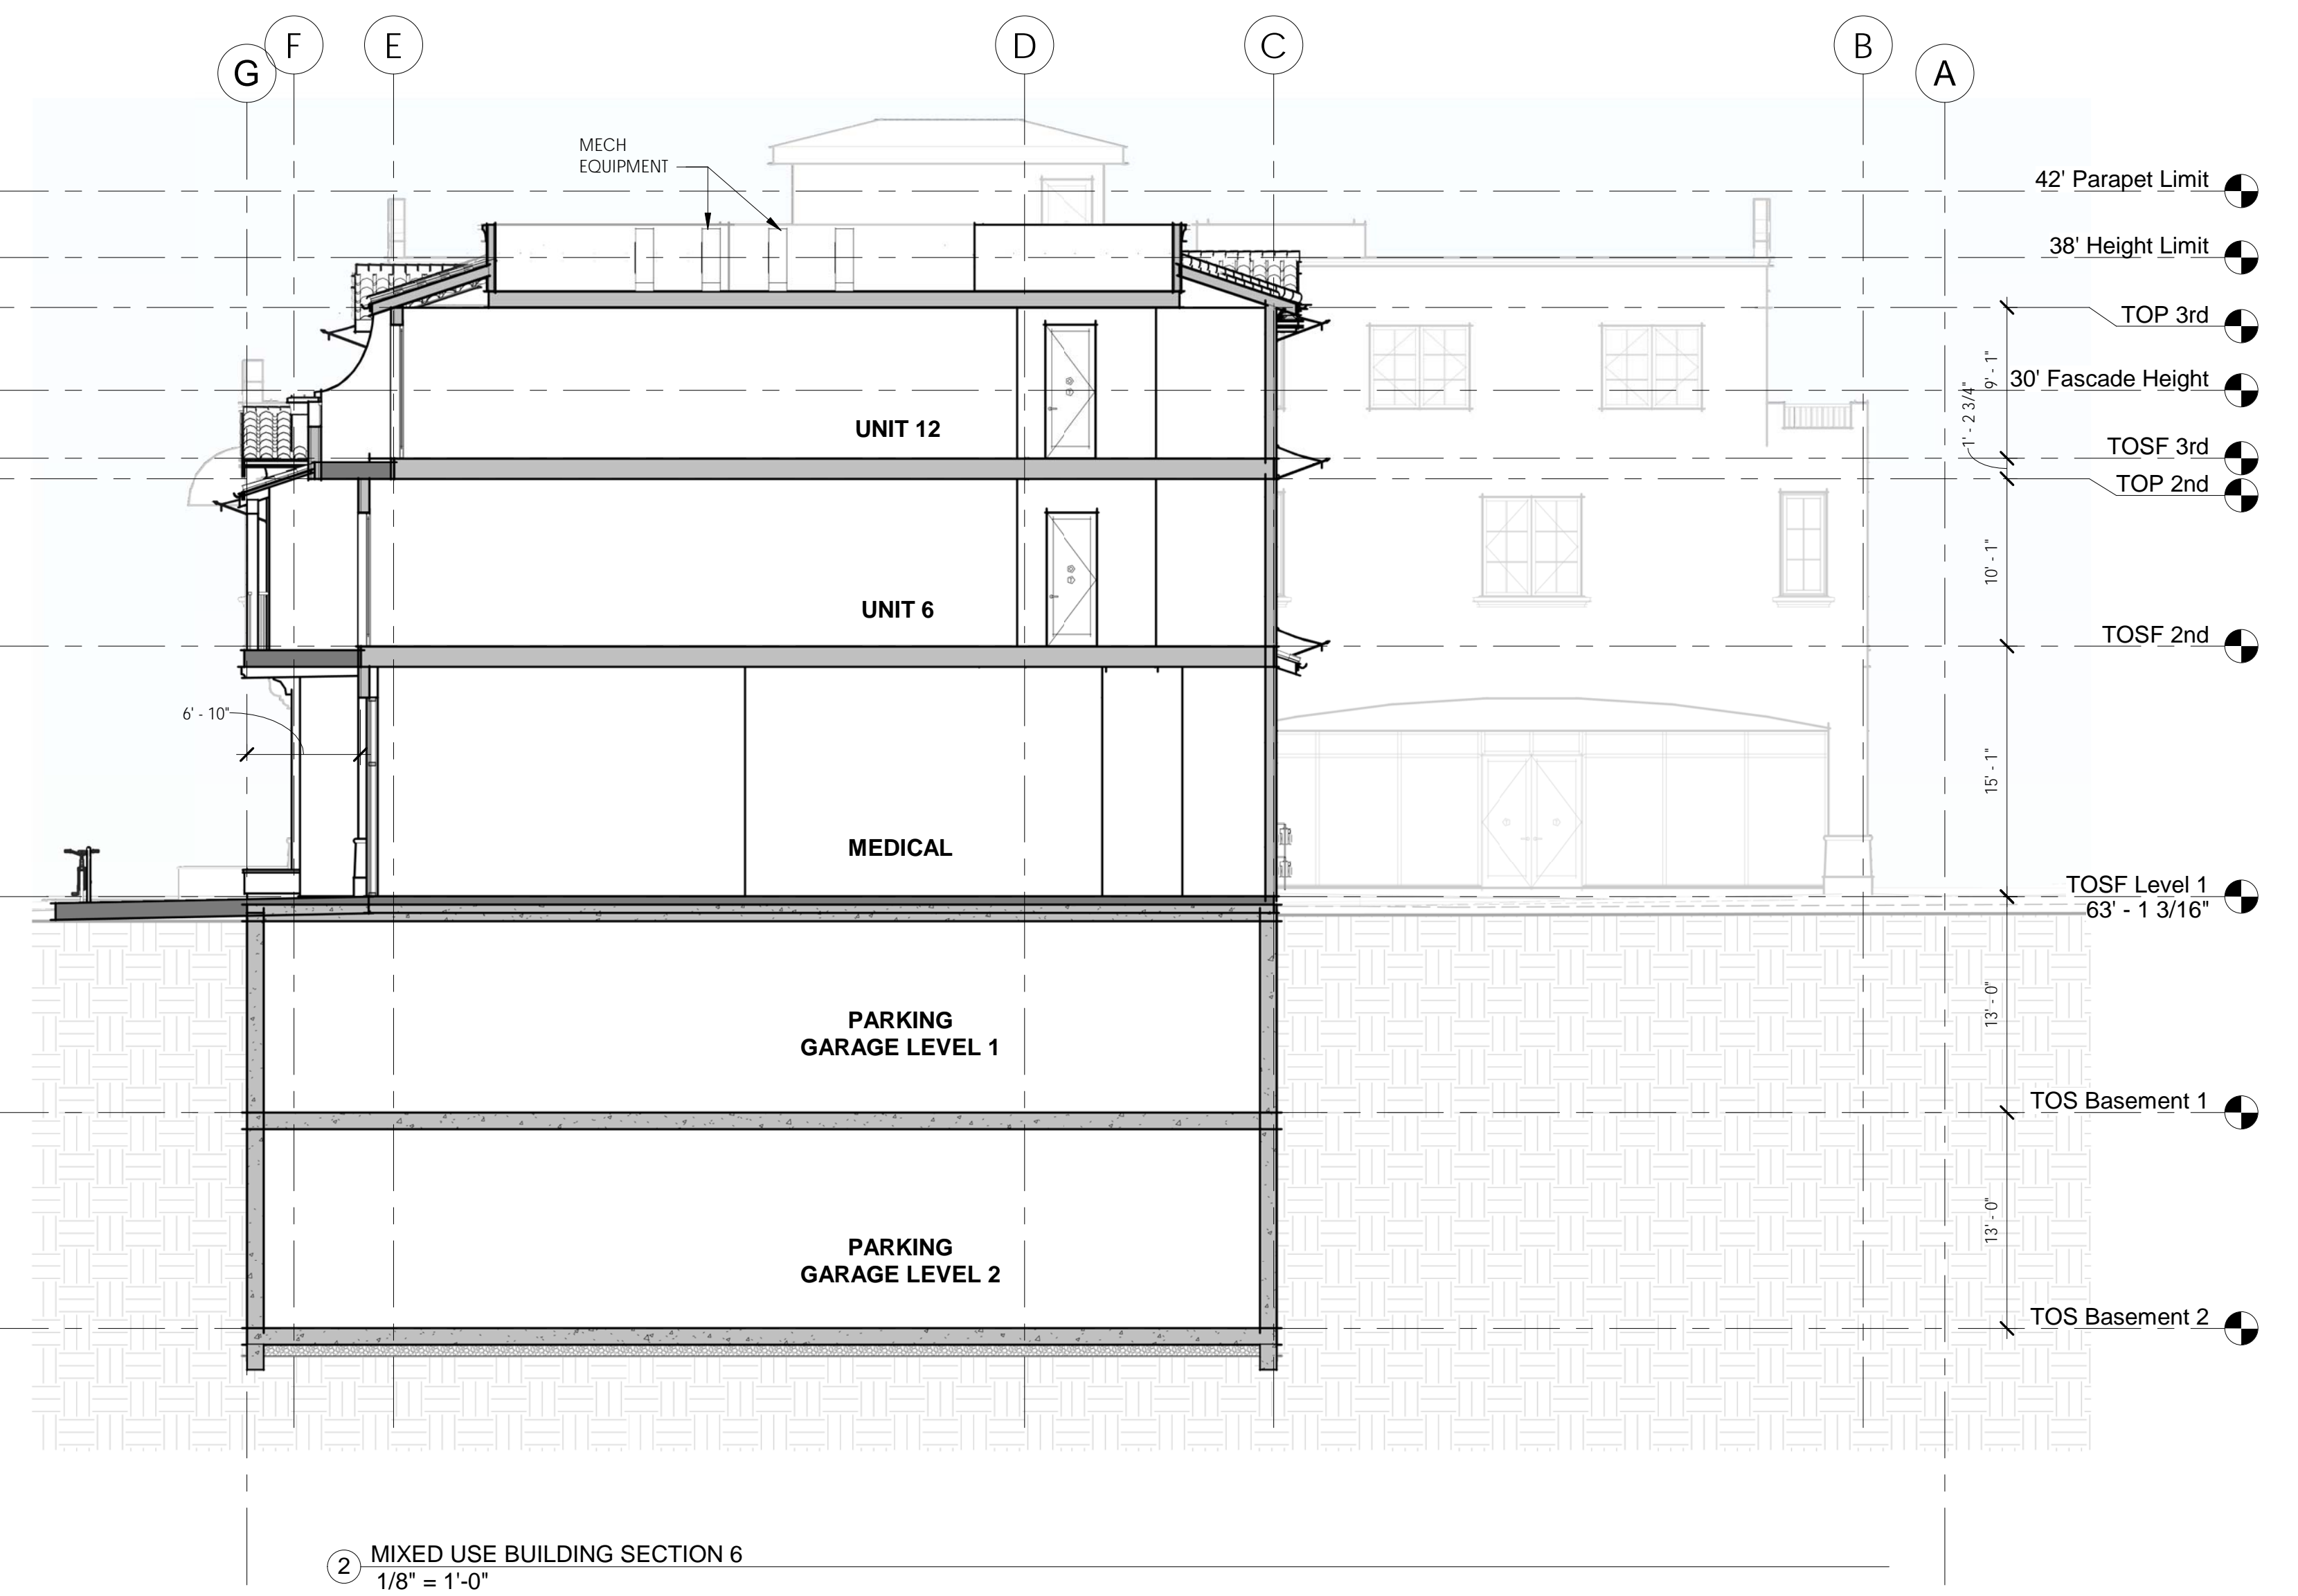 G
F
E
D
C
B
A
MECH
EQUIPMENT
42' Parapet Limit
38' Height Limit
TOP 3rd
9' - 1"
30' Fascade Height
1' - 2 3/4"
UNIT 12
TOSF 3rd
TOP 2nd
10' - 1"
UNIT 6
TOSF 2nd
6' - 10"
15' - 1"
MEDICAL
TOSF Level 1
63' - 1 3/16"
13' - 0"
PARKING
GARAGE LEVEL 1
TOS Basement 1
13' - 0"
PARKING
GARAGE LEVEL 2
TOS Basement 2
2
MIXED USE BUILDING SECTION 6
1/8" = 1'-0"